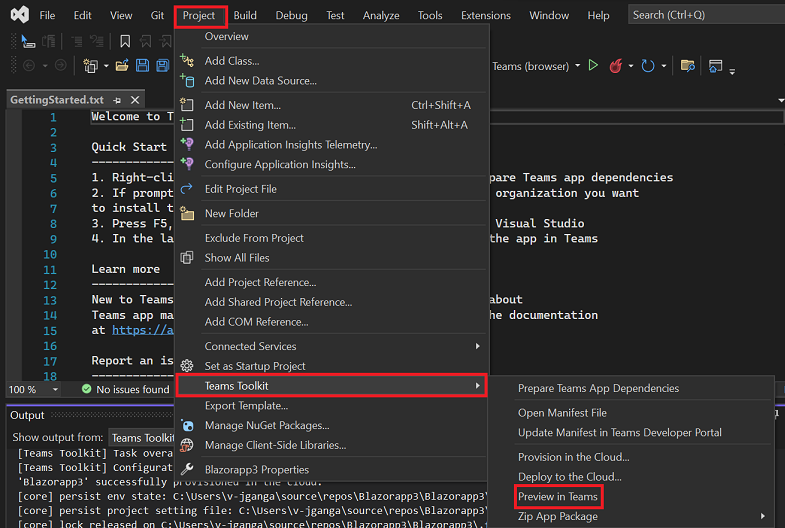 File Edit View Git Project Build Debug Test Analyze Tools Extensions Window Help Search (Ctrl+Q)
Overview
Add Class...
Teams (browser)
Add New Data Source...
GettingStarted.txt
Add New Item... Ctrl+Shift+A
1 Welcome to T
Add Existing Item... Shift+Alt+A
2
Add Application Insights Telemetry...
3 Quick Start
Configure Application Insights...
4 ------------
5 1. Right-cli pare Teams app dependencies
Edit Project File
6 2. If prompt organization you want
7 to install t
New Folder
8 3. Press F5, Visual Studio
9 4. In the la the app in Teams
Exclude From Project
10
Show All Files
11 Learn more
12 ------------
Add Project Reference...
13 New to Teams about
Add Shared Project Reference...
14 Teams app ma he documentation
Add COM Reference...
15 at https://a
16
Connected Services
17 Report an is
Set as Startup Project
18 ------------
Teams Toolkit
100 % No issues found
Prepare Teams App Dependencies
Export Template...
Output
Open Manifest File
Manage NuGet Packages...
Update Manifest in Teams Developer Portal
Show output from: Teams Toolkit
Manage Client-Side Libraries...
[Teams Toolkit] Task overa
Provision in the Cloud...
[Teams Toolkit] Configurat
Blazorapp3 Properties
Deploy to the Cloud...
'Blazorapp3' successfully provisioned in the cloud.
[core] persist env state: C:\Users\v-jganga\source\repos\Blazorapp3\Blazorapp3\
Preview in Teams
[core] persist project setting file: C:\Users\v-jganga\source\repos\Blazorapp3\
Zip App Package
[core] lock released on C:\Users\v-jganga\source\repos\Blazorapp3\Blazorapp3\.